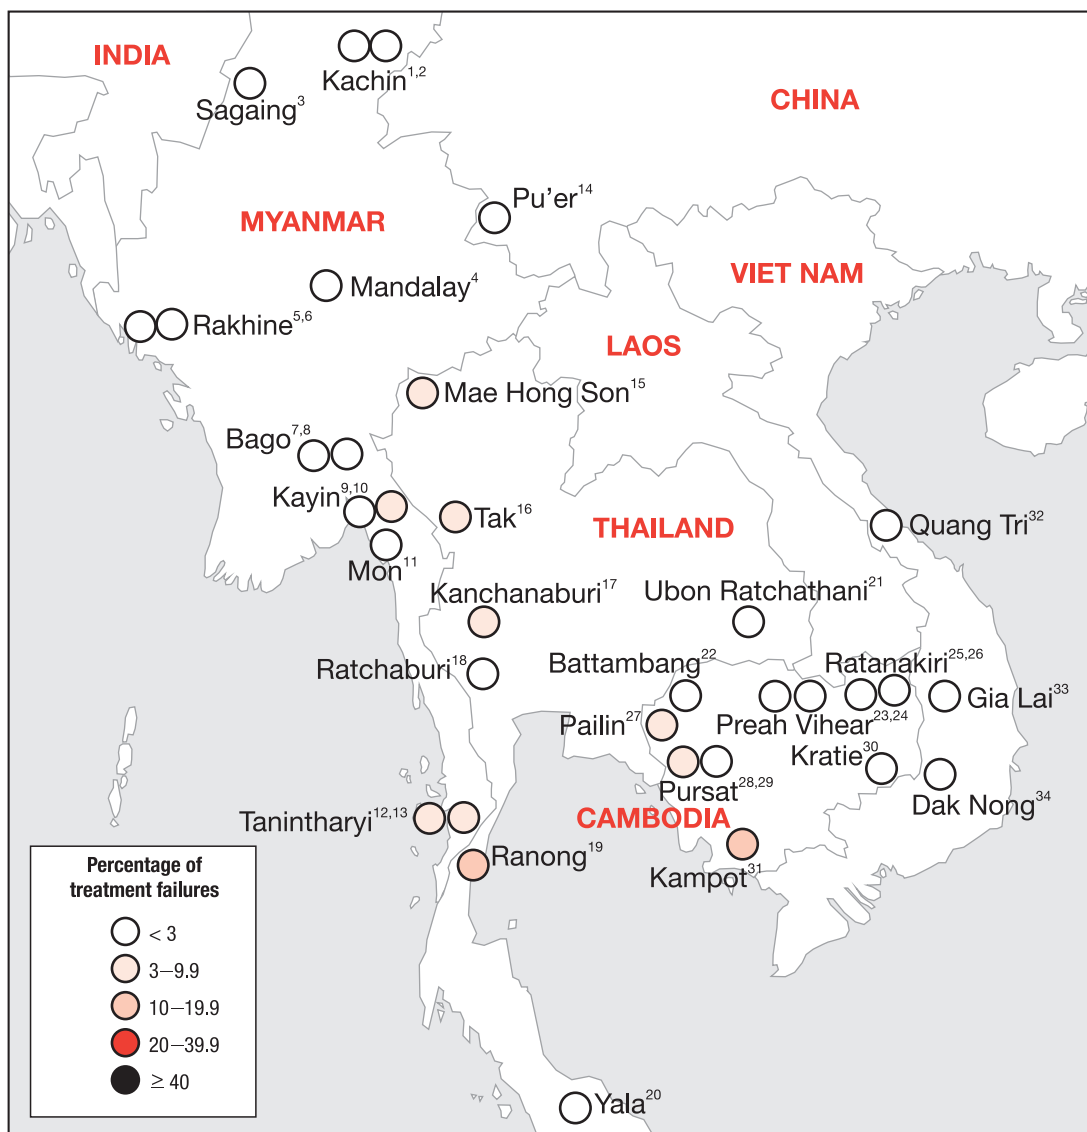 INDIA
Kachin1,2
Sagaing3
CHINA
Pu’er14
MYANMAR
VIET NAM
Mandalay4
Rakhine5,6
LAOS
Mae Hong Son15
Bago7,8
Kayin9,10
Tak16
THAILAND
Quang Tri32
Mon11
Kanchanaburi17
Ubon Ratchathani21
Ratchaburi18
Battambang22
Ratanakiri25,26
Gia Lai33
Pailin27
Preah Vihear23,24
Kratie30
Pursat28,29
Dak Nong34
Tanintharyi12,13
CAMBODIA
Ranong19
Kampot31
Percentage of
treatment failures
< 3
3–9.9
10–19.9
20–39.9
≥ 40
Yala20